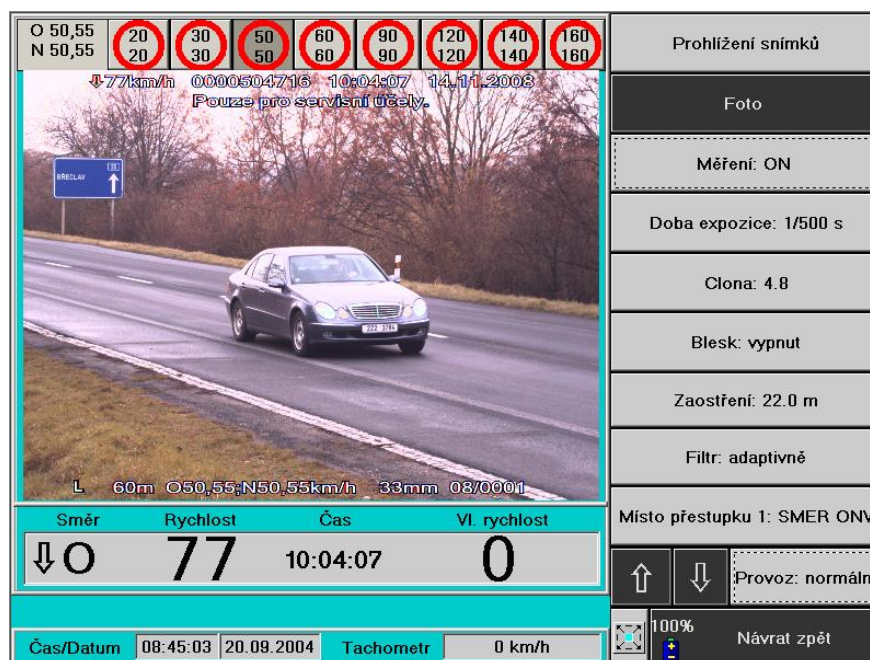 O 50,55
N 50,55
20 30 50 60 90 120 140 160
20 30 50 60 90 120 140 160
⇩77km/h 0000504716 10:04:07 14.11.2008
Pouze pro servisní účely.
BŘECLAV
L 60m O50,55;N50,55km/h 33mm 08/0001
Směr Rychlost Čas Vl. rychlost
⇩O 77 10:04:07 0
Čas/Datum 08:45:03 20.09.2004 Tachometr 0 km/h
Prohlížení snímků
Foto
Měření: ON
Doba expozice: 1/500 s
Clona: 4.8
Blesk: vypnut
Zaostření: 22.0 m
Filtr: adaptivně
Místo přestupku 1: SMER ONV
Provoz: normáln
100%
Návrat zpět